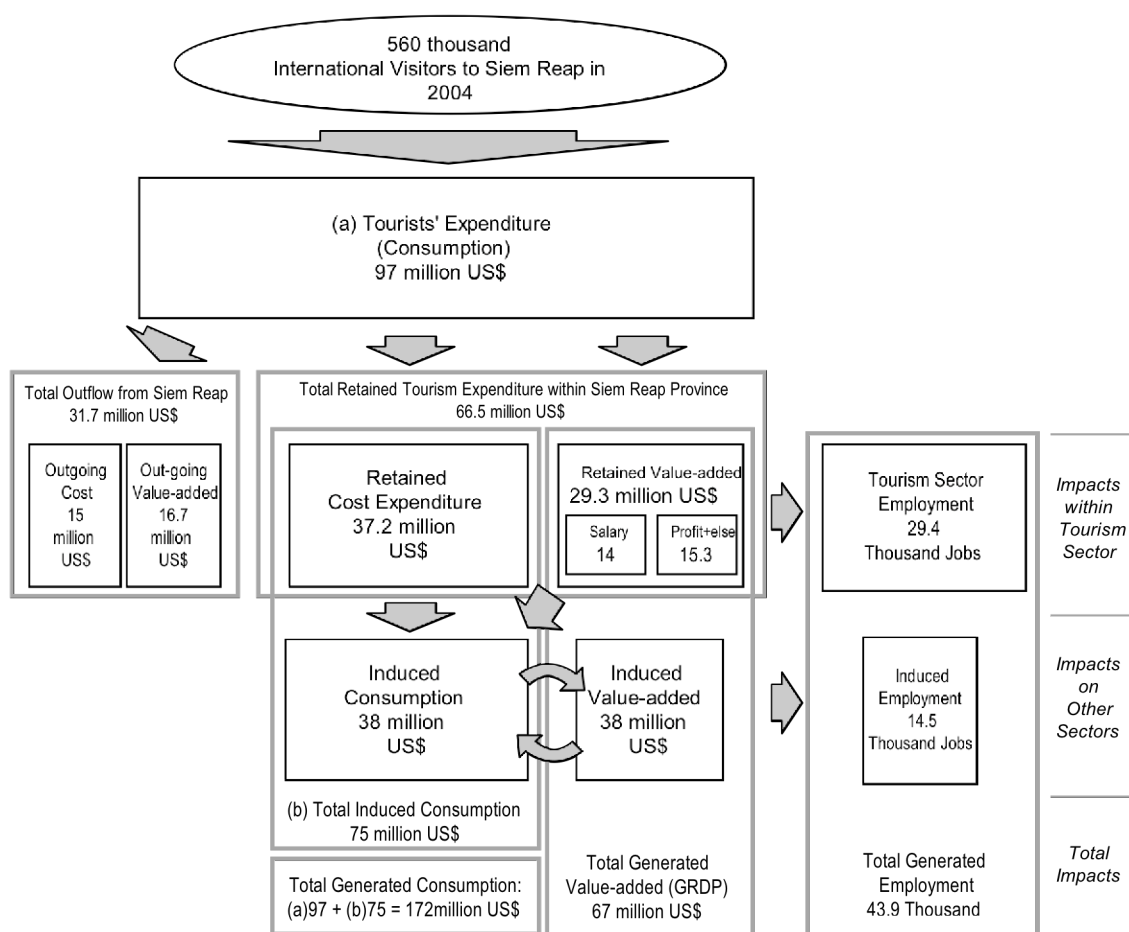 560 thousand
International Visitors to Siem Reap in
2004
(a) Tourists' Expenditure
(Consumption)
97 million US$
Total Outflow from Siem Reap
31.7 million US$
Outgoing
Cost
15
million
US$
Out-going
Value-added
16.7
million
US$
Total Retained Tourism Expenditure within Siem Reap Province
66.5 million US$
Retained
Cost Expenditure
37.2 million
US$
Retained Value-added
29.3 million US$
Salary
14
Profit+else
15.3
Tourism Sector
Employment
29.4
Thousand Jobs
Impacts
within
Tourism
Sector
Induced
Consumption
38 million
US$
Induced
Value-added
38 million
US$
Induced
Employment
14.5
Thousand Jobs
Impacts
on
Other
Sectors
(b) Total Induced Consumption
75 million US$
Total Generated Consumption:
(a)97 + (b)75 = 172million US$
Total Generated
Value-added (GRDP)
67 million US$
Total Generated
Employment
43.9 Thousand
Total
Impacts